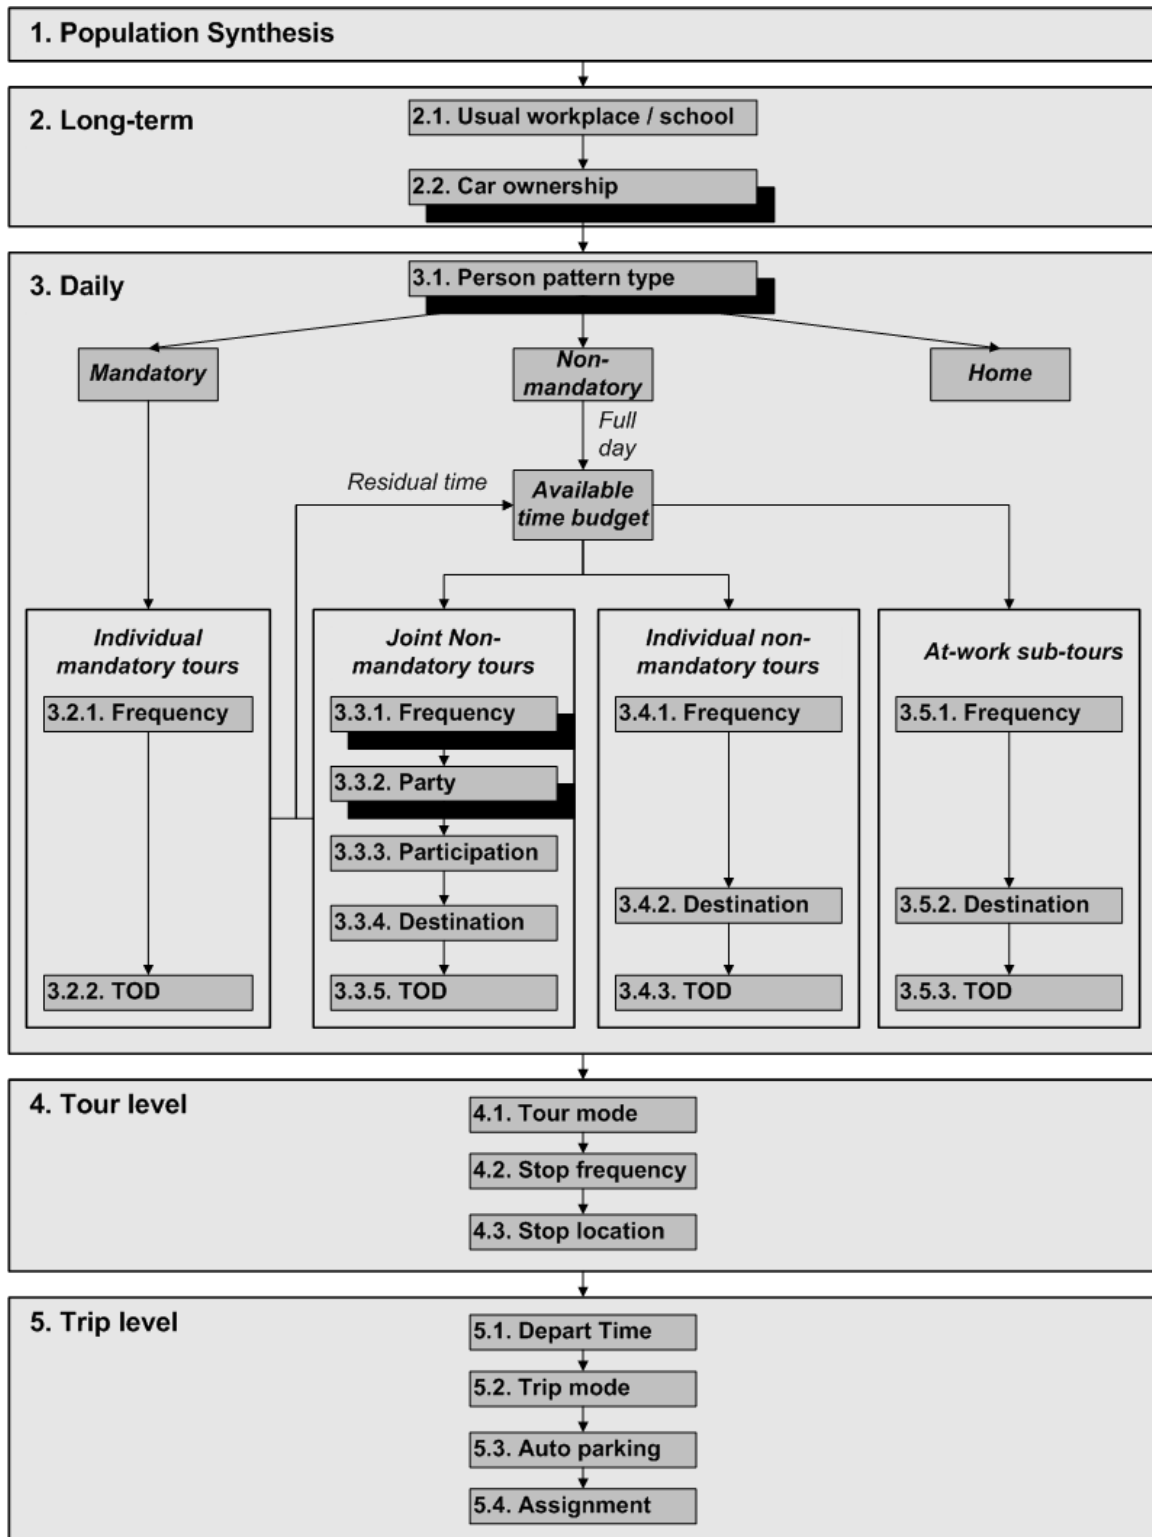 1. Population Synthesis
2. Long-term
2.1. Usual workplace / school
2.2. Car ownership
3. Daily
3.1. Person pattern type
Mandatory
Non-
mandatory
Home
Full
day
Residual time
Available
time budget
Individual
mandatory tours
3.2.1. Frequency
3.2.2. TOD
Joint Non-
mandatory tours
3.3.1. Frequency
3.3.2. Party
3.3.3. Participation
3.3.4. Destination
3.3.5. TOD
Individual non-
mandatory tours
3.4.1. Frequency
3.4.2. Destination
3.4.3. TOD
At-work sub-tours
3.5.1. Frequency
3.5.2. Destination
3.5.3. TOD
4. Tour level
4.1. Tour mode
4.2. Stop frequency
4.3. Stop location
5. Trip level
5.1. Depart Time
5.2. Trip mode
5.3. Auto parking
5.4. Assignment